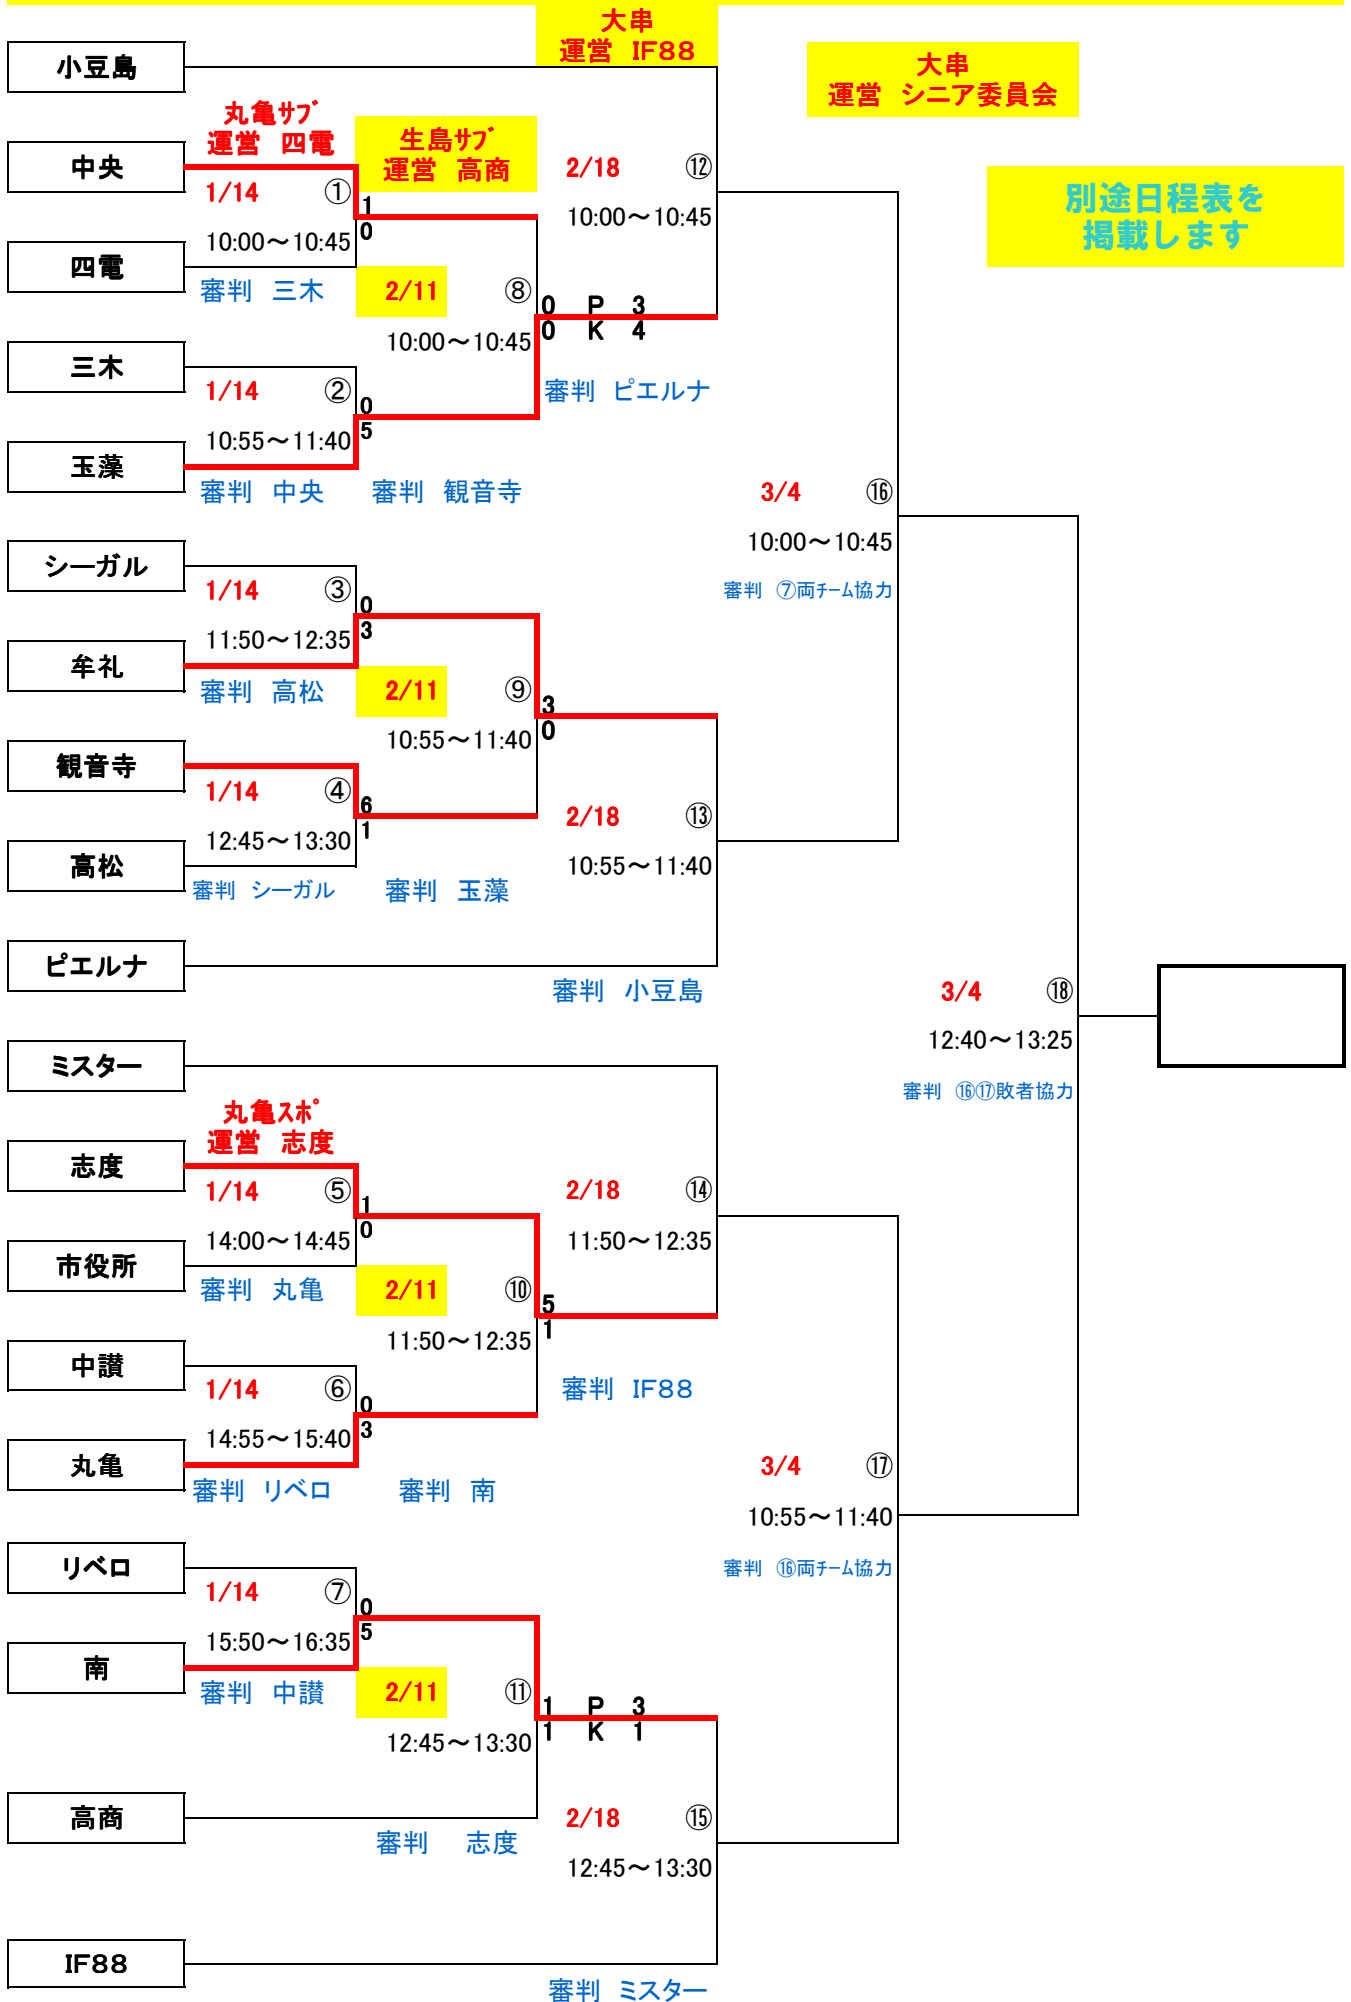 大串
運営 IF88
小豆島
大串
運営 シニア委員会
丸亀ｻﾌﾞ
運営 四電
生島ｻﾌﾞ
運営 高商
中央
2/18 ⑫
10:00～10:45
別途日程表を
掲載します
1/14 ①
1
0
10:00～10:45
四電
審判 三木
2/11 ⑧
0 P 3
0 K 4
10:00～10:45
三木
1/14 ②
0
5
10:55～11:40
審判 ピエルナ
玉藻
審判 中央
審判 観音寺
3/4 ⑯
10:00～10:45
審判 ⑦両ﾁｰﾑ協力
シーガル
1/14 ③
0
3
11:50～12:35
牟礼
審判 高松
2/11 ⑨
3
0
10:55～11:40
観音寺
1/14 ④
6
1
12:45～13:30
2/18 ⑬
10:55～11:40
高松
審判 シーガル
審判 玉藻
ピエルナ
審判 小豆島
3/4 ⑱
12:40～13:25
審判 ⑯⑰敗者協力
ミスター
丸亀ｽﾎﾟ
運営 志度
志度
1/14 ⑤
1
0
14:00～14:45
2/18 ⑭
11:50～12:35
市役所
審判 丸亀
2/11 ⑩
5
1
11:50～12:35
中讃
1/14 ⑥
0
3
14:55～15:40
審判 IF88
丸亀
審判 リベロ
審判 南
3/4 ⑰
10:55～11:40
審判 ⑯両ﾁｰﾑ協力
リベロ
1/14 ⑦
0
5
15:50～16:35
南
審判 中讃
2/11 ⑪
1 P 3
1 K 1
12:45～13:30
高商
審判 志度
2/18 ⑮
12:45～13:30
IF88
審判 ミスター